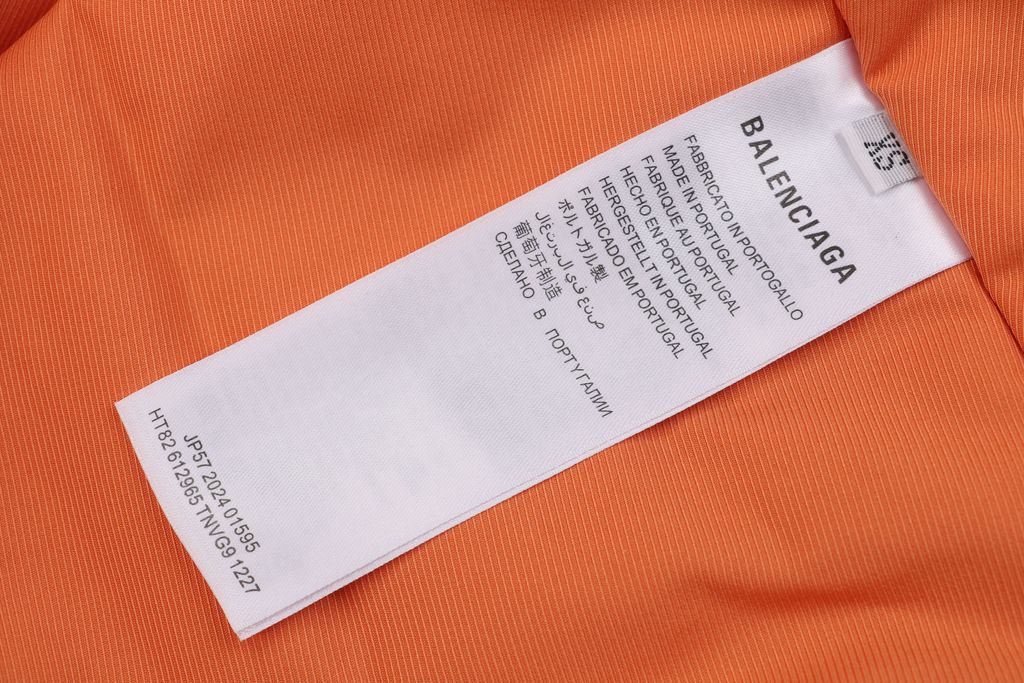 XS
BALENCIAGA
FABBRICATO IN PORTOGALLO
MADE IN PORTUGAL
FABRIQUE AU PORTUGAL
HECHO EN PORTUGAL
HERGESTELLT IN PORTUGAL
FABRICADO EM PORTUGAL
ポルトガル製
صنع في البرتغال
葡萄牙制造
СДЕЛАНО В ПОРТУГАЛИИ
JP57 2024 01595
HT82 612965 TNVG9 1227